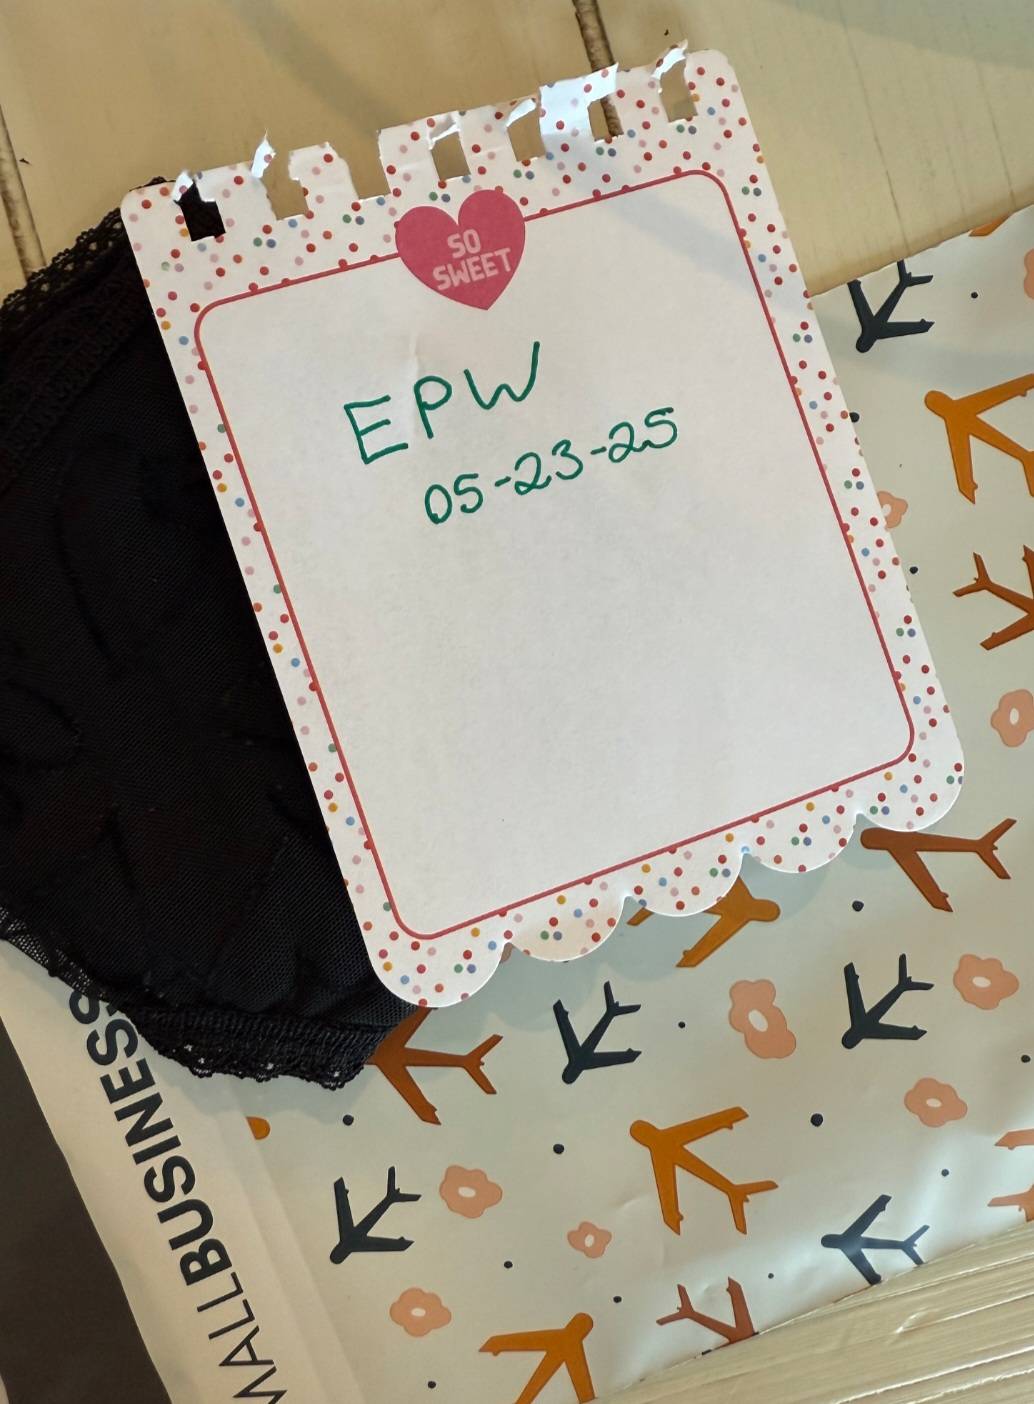 SO
SWEET
EPW
05-23-25
MALLBUSINESS